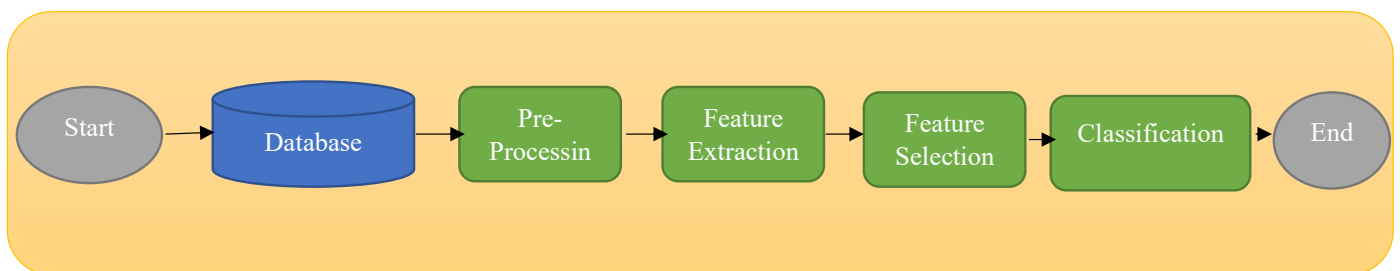 Start
Database
Pre-
Processin
Feature
Extraction
Feature
Selection
Classification
End